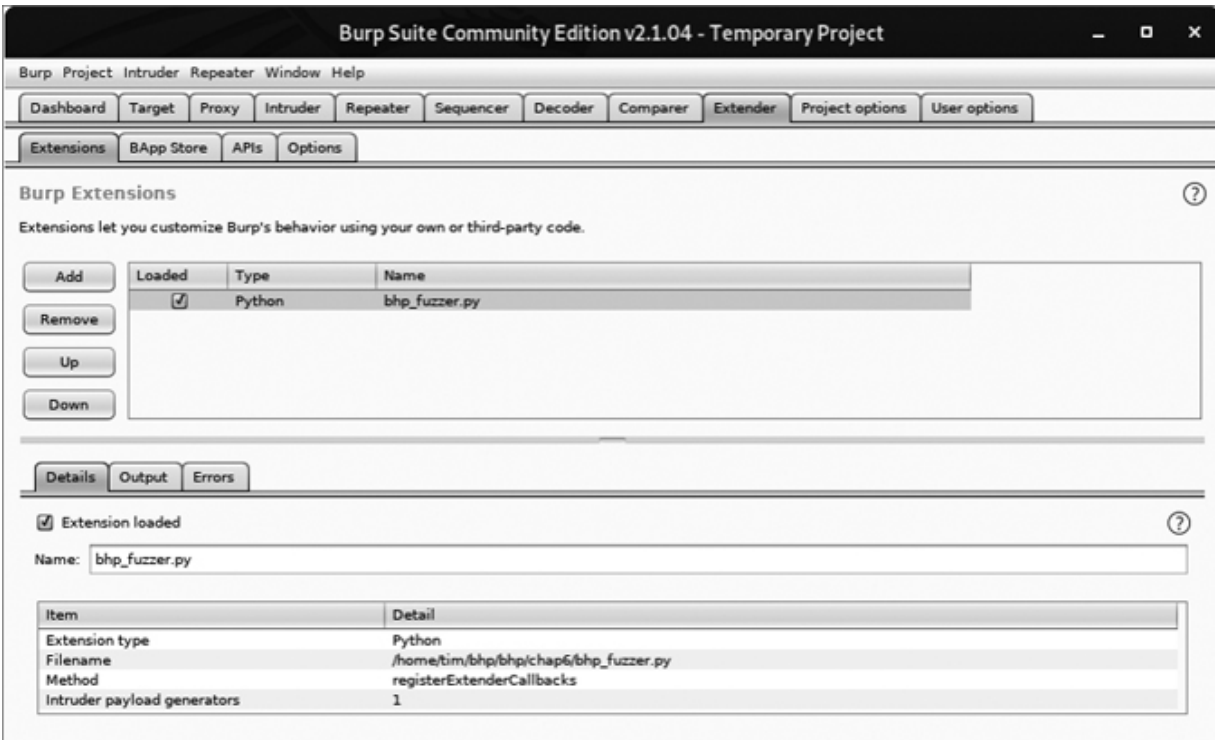 Burp Suite Community Edition v2.1.04 - Temporary Project
Burp Project Intruder Repeater Window Help
Dashboard Target Proxy Intruder Repeater Sequencer Decoder Comparer Extender Project options User options
Extensions BApp Store APIs Options
Burp Extensions
?
Extensions let you customize Burp's behavior using your own or third-party code.
Add
Loaded Type Name
Python bhp_fuzzer.py
Remove
Up
Down
Details Output Errors
Extension loaded
?
Name: bhp_fuzzer.py
Item Detail
Extension type Python
Filename /home/tim/bhp/bhp/chap6/bhp_fuzzer.py
Method registerExtenderCallbacks
Intruder payload generators 1